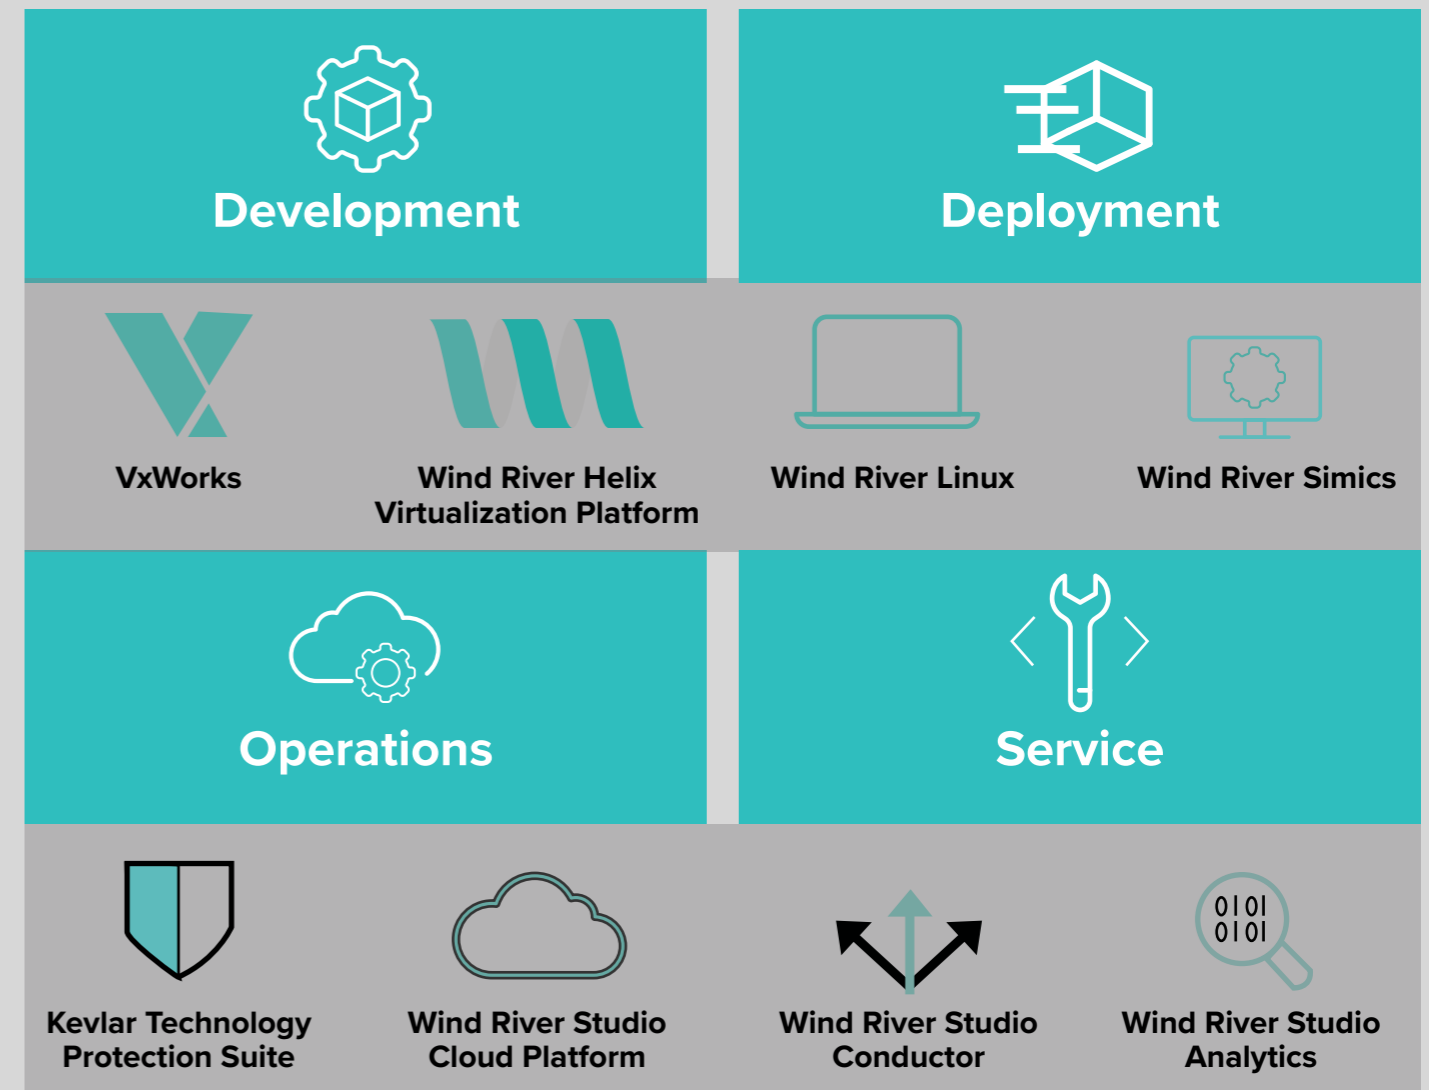 Development
Deployment
VxWorks
Wind River Helix
Virtualization Platform
Wind River Linux
Wind River Simics
Operations
Service
Kevlar Technology
Protection Suite
Wind River Studio
Cloud Platform
Wind River Studio
Conductor
0101
0101
Wind River Studio
Analytics